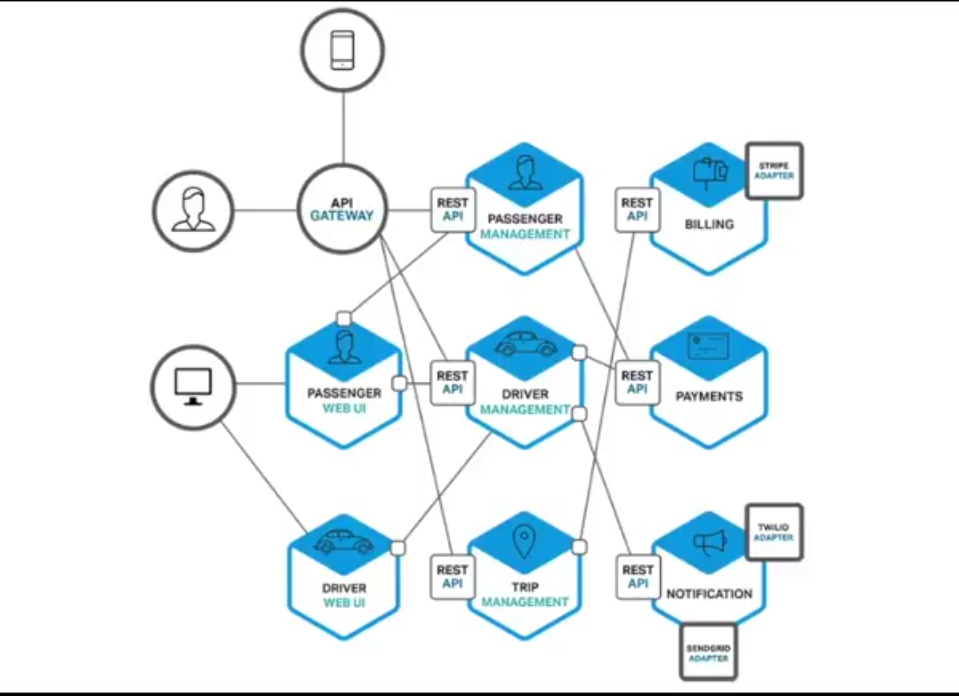 API
GATEWAY
REST
API
PASSENGER
MANAGEMENT
REST
API
BILLING
STRIPE
ADAPTER
PASSENGER
WEB UI
REST
API
DRIVER
MANAGEMENT
REST
API
PAYMENTS
DRIVER
WEB UI
REST
API
TRIP
MANAGEMENT
REST
API
NOTIFICATION
TWILIO
ADAPTER
SENDGRID
ADAPTER